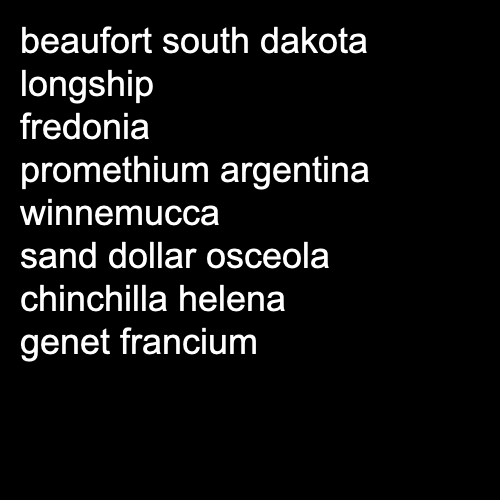 beaufort south dakota
longship
fredonia
promethium argentina
winnemucca
sand dollar osceola
chinchilla helena
genet francium